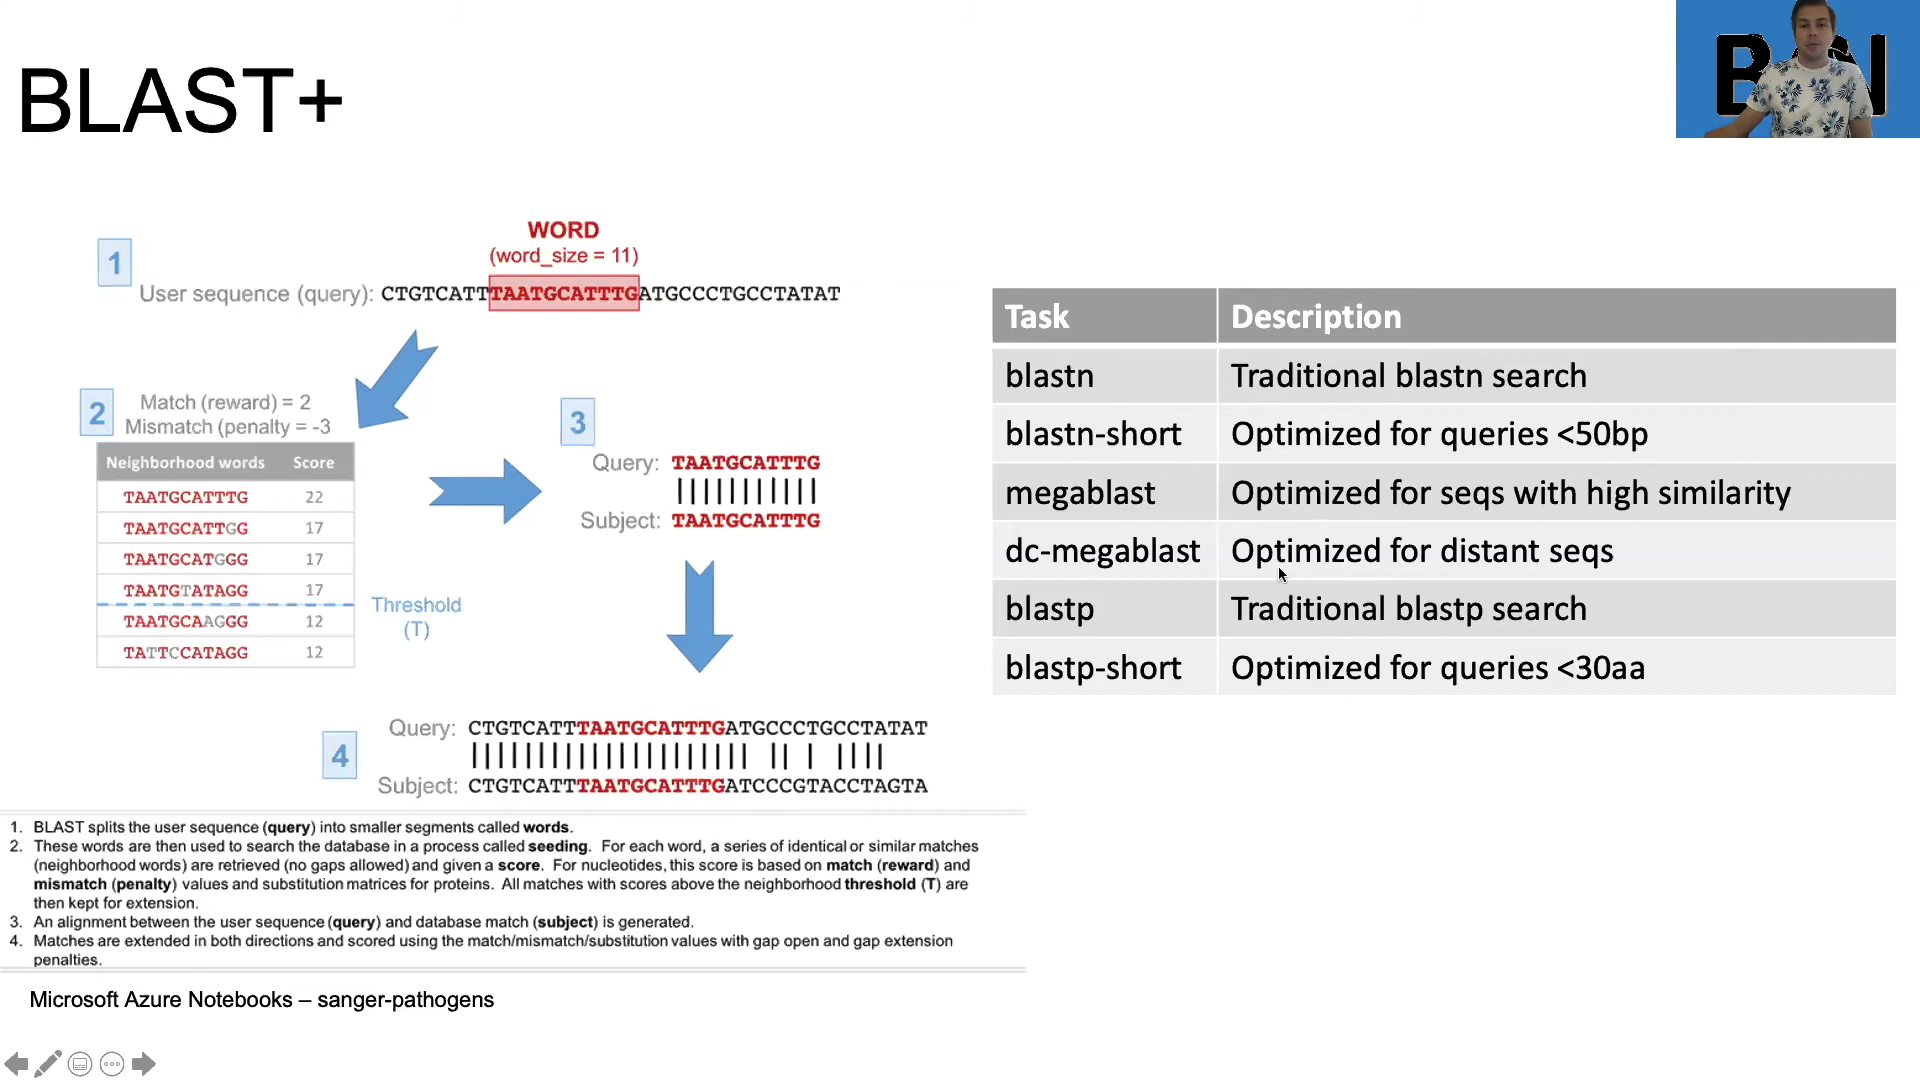 BLAST+
WORD
(word_size = 11)
1
User sequence (query): CTGTCATTTAATGCATTTGATGCCCTGCCTATAT
2
Match (reward) = 2
Mismatch (penalty = -3
Neighborhood words Score
TAATGCATTTG 22
TAATGCATTGG 17
TAATGCATGGG 17
TAATGTATAGG 17
TAATGCAAGGG 12
TATTCCATAGG 12
Threshold
(T)
3
Query: TAATGCATTTG
Subject: TAATGCATTTG
4
Query: CTGTCATTTAATGCATTTGATGCCCTGCCTATAT
Subject: CTGTCATTTAATGCATTTGATCCCGTACCTAGTA
1. BLAST splits the user sequence (query) into smaller segments called words.
2. These words are then used to search the database in a process called seeding. For each word, a series of identical or similar matches
(neighborhood words) are retrieved (no gaps allowed) and given a score. For nucleotides, this score is based on match (reward) and
mismatch (penalty) values and substitution matrices for proteins. All matches with scores above the neighborhood threshold (T) are
then kept for extension.
3. An alignment between the user sequence (query) and database match (subject) is generated.
4. Matches are extended in both directions and scored using the match/mismatch/substitution values with gap open and gap extension
penalties.
Microsoft Azure Notebooks – sanger-pathogens
Task Description
blastn Traditional blastn search
blastn-short Optimized for queries <50bp
megablast Optimized for seqs with high similarity
dc-megablast Optimized for distant seqs
blastp Traditional blastp search
blastp-short Optimized for queries <30aa